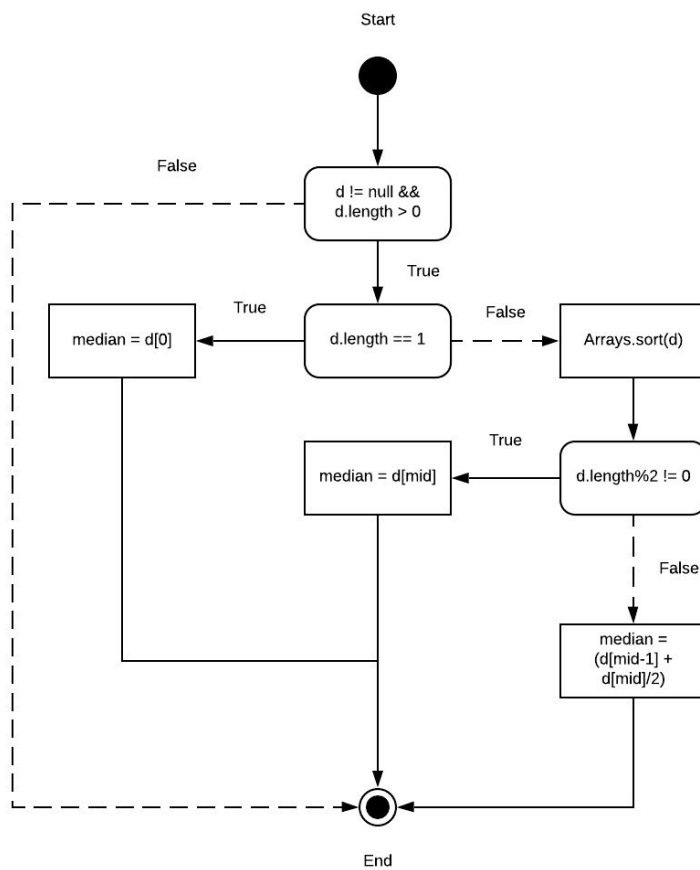 Start
False
d != null &&
d.length > 0
True
True
False
median = d[0]
d.length == 1
Arrays.sort(d)
True
median = d[mid]
d.length%2 != 0
False
median =
(d[mid-1] +
d[mid]/2)
End